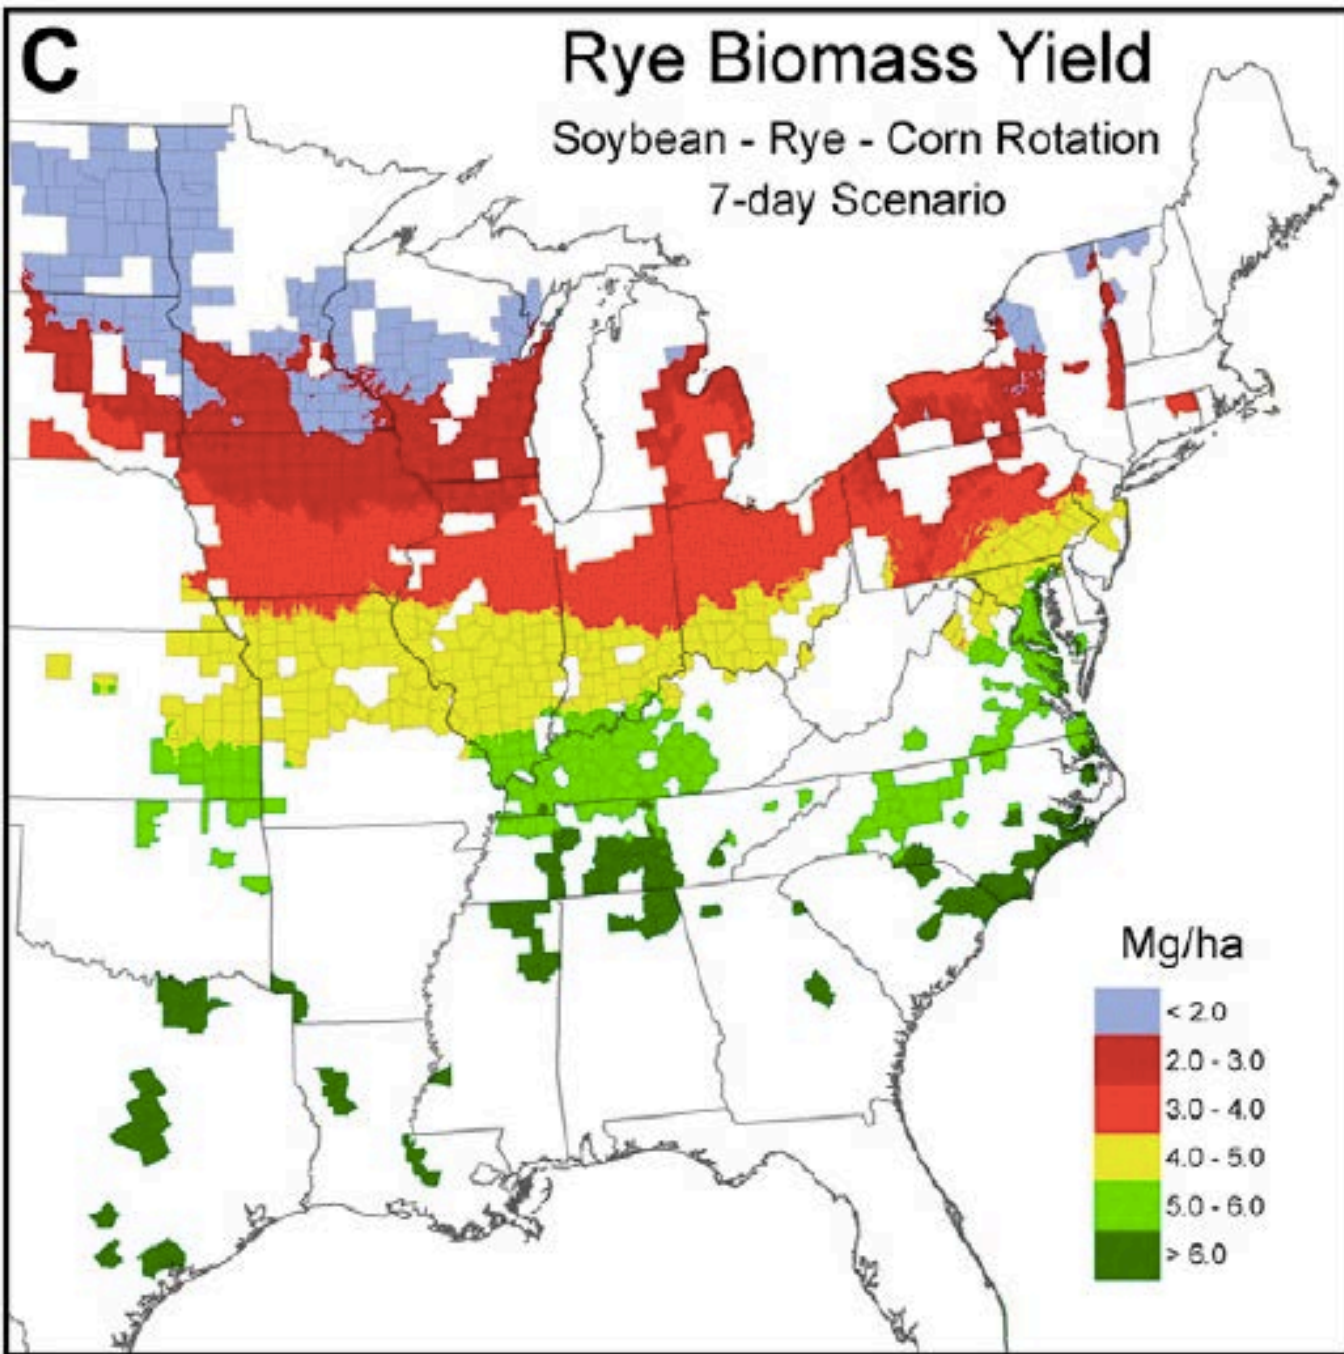 C
Rye Biomass Yield
Soybean - Rye - Corn Rotation
7-day Scenario
Mg/ha
< 2.0
2.0 - 3.0
3.0 - 4.0
4.0 - 5.0
5.0 - 6.0
> 6.0